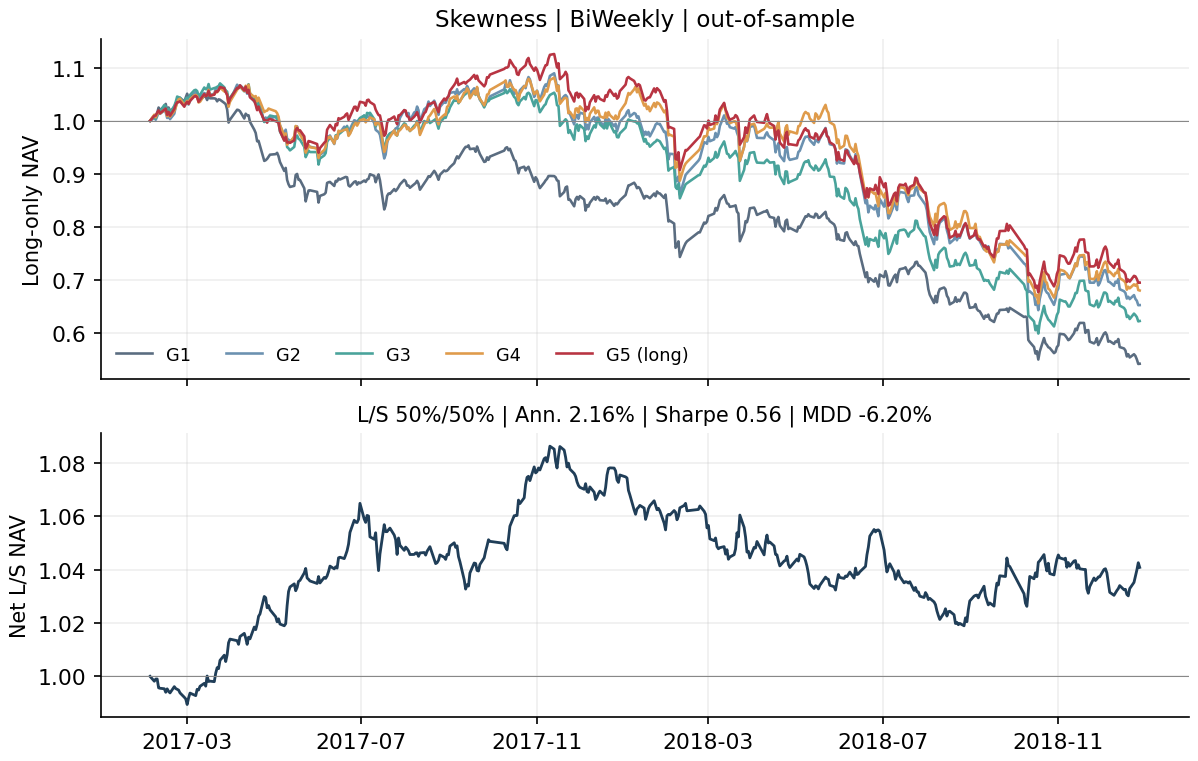 Skewness | BiWeekly | out-of-sample
Long-only NAV
1.1
1.0
0.9
0.8
0.7
0.6
G1 G2 G3 G4 G5 (long)
L/S 50%/50% | Ann. 2.16% | Sharpe 0.56 | MDD -6.20%
Net L/S NAV
1.08
1.06
1.04
1.02
1.00
2017-03 2017-07 2017-11 2018-03 2018-07 2018-11